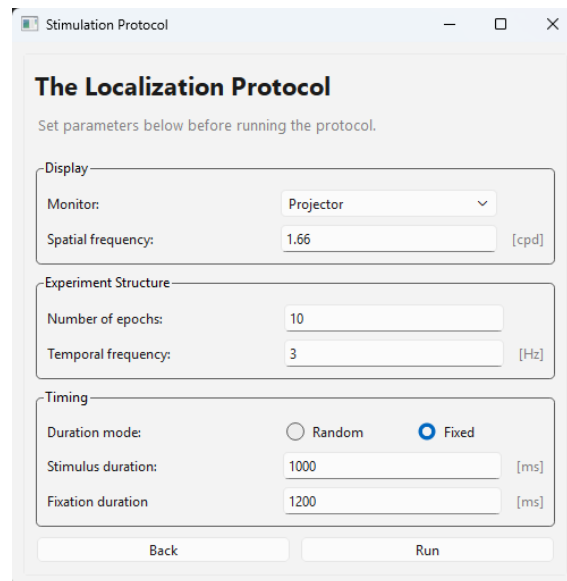 Stimulation Protocol
The Localization Protocol
Set parameters below before running the protocol.
Display
Monitor: Projector
Spatial frequency: 1.66 [cpd]
Experiment Structure
Number of epochs: 10
Temporal frequency: 3 [Hz]
Timing
Duration mode: Random Fixed
Stimulus duration: 1000 [ms]
Fixation duration 1200 [ms]
Back Run